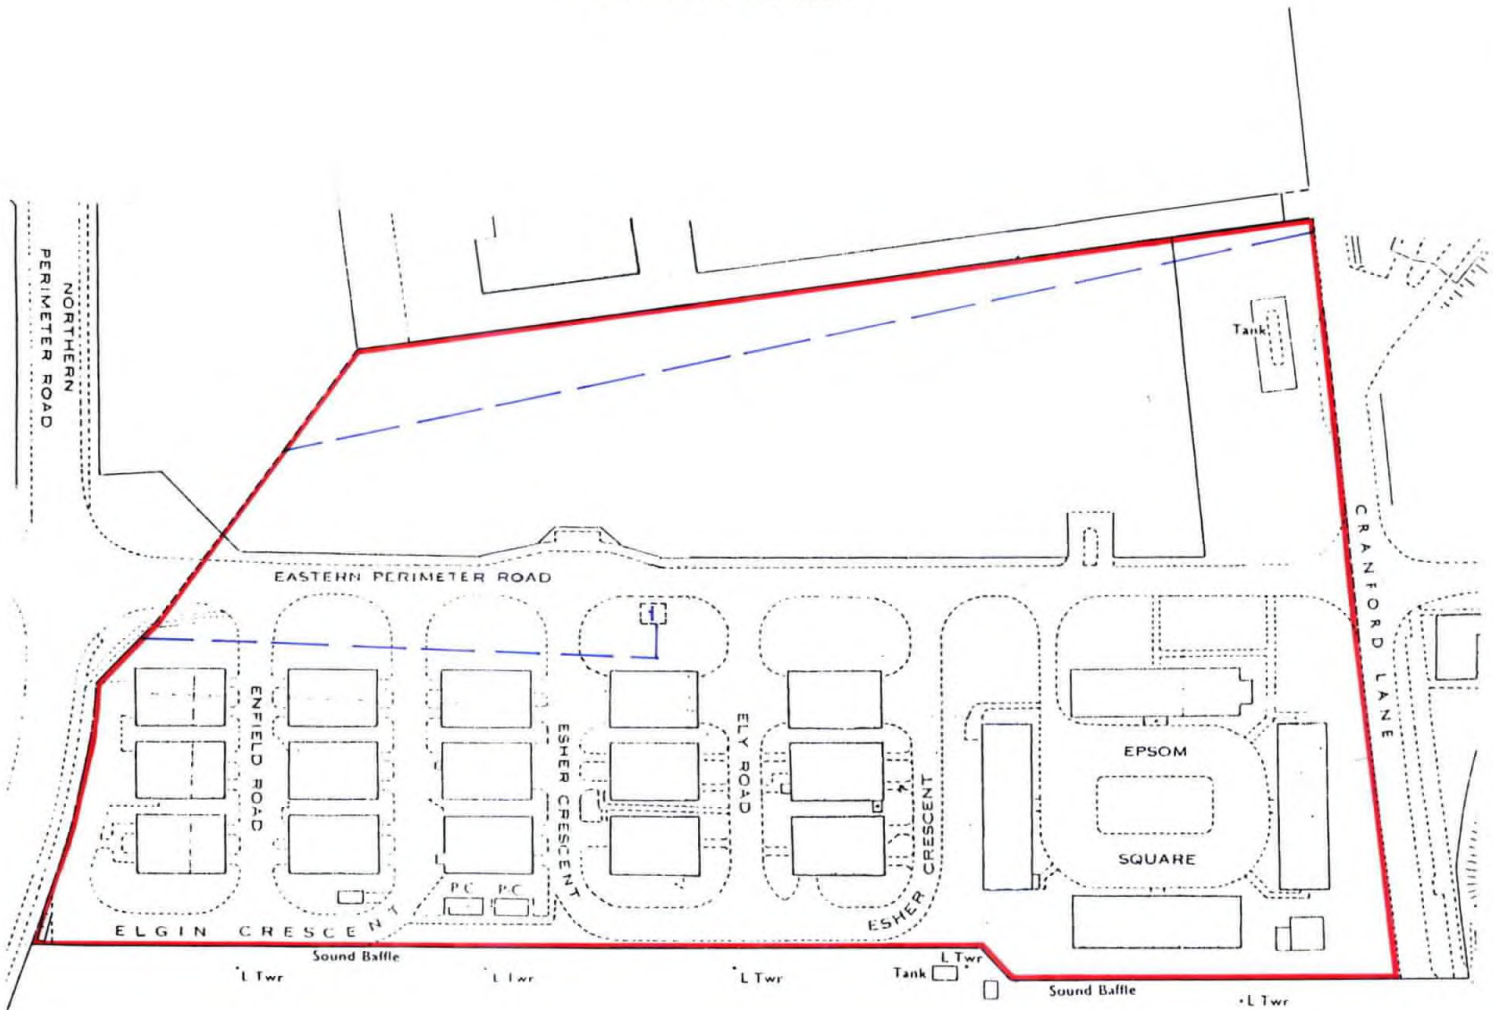 NORTHERN
PERIMETER ROAD
Tank
CRANFORD LANE
EASTERN PERIMETER ROAD
ENFIELD ROAD
ESHER CRESCENT
ELY ROAD
ESHER CRESCENT
EPSOM
SQUARE
P C
P C
ELGIN CRESCENT
Sound Baffle
L Twr
L Twr
L Twr
Tank
L Twr
Sound Baffle
L Twr